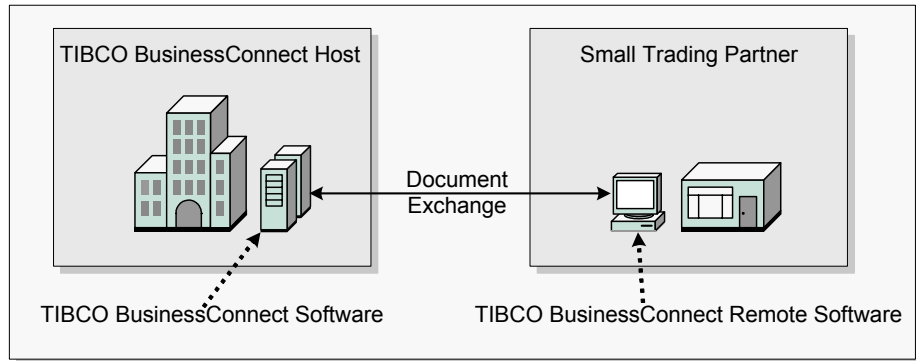 TIBCO BusinessConnect Host
Small Trading Partner
Document
Exchange
TIBCO BusinessConnect Software
TIBCO BusinessConnect Remote Software